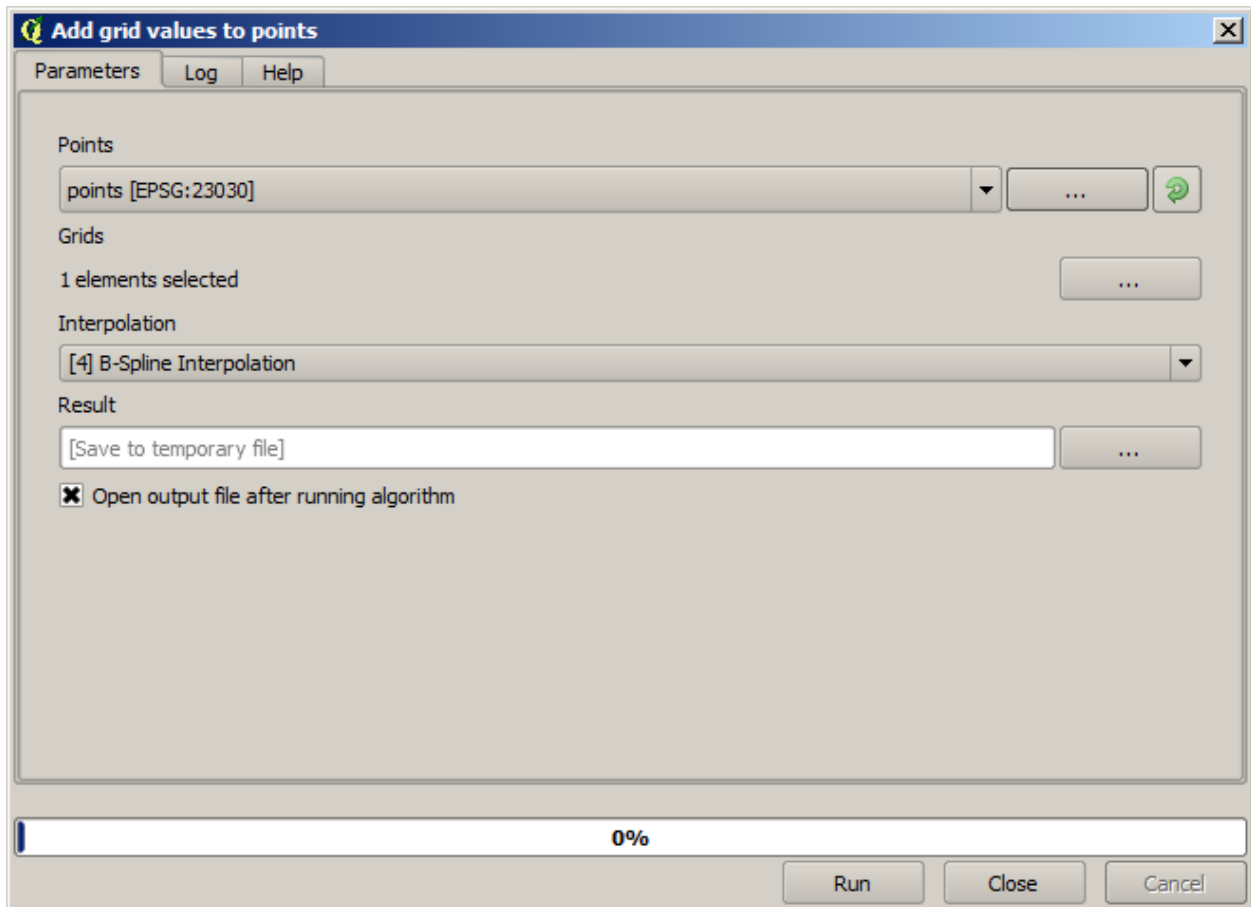 Add grid values to points
Parameters Log Help
Points
points [EPSG:23030] ...
Grids
1 elements selected ...
Interpolation
[4] B-Spline Interpolation
Result
[Save to temporary file] ...
Open output file after running algorithm
0%
Run Close Cancel